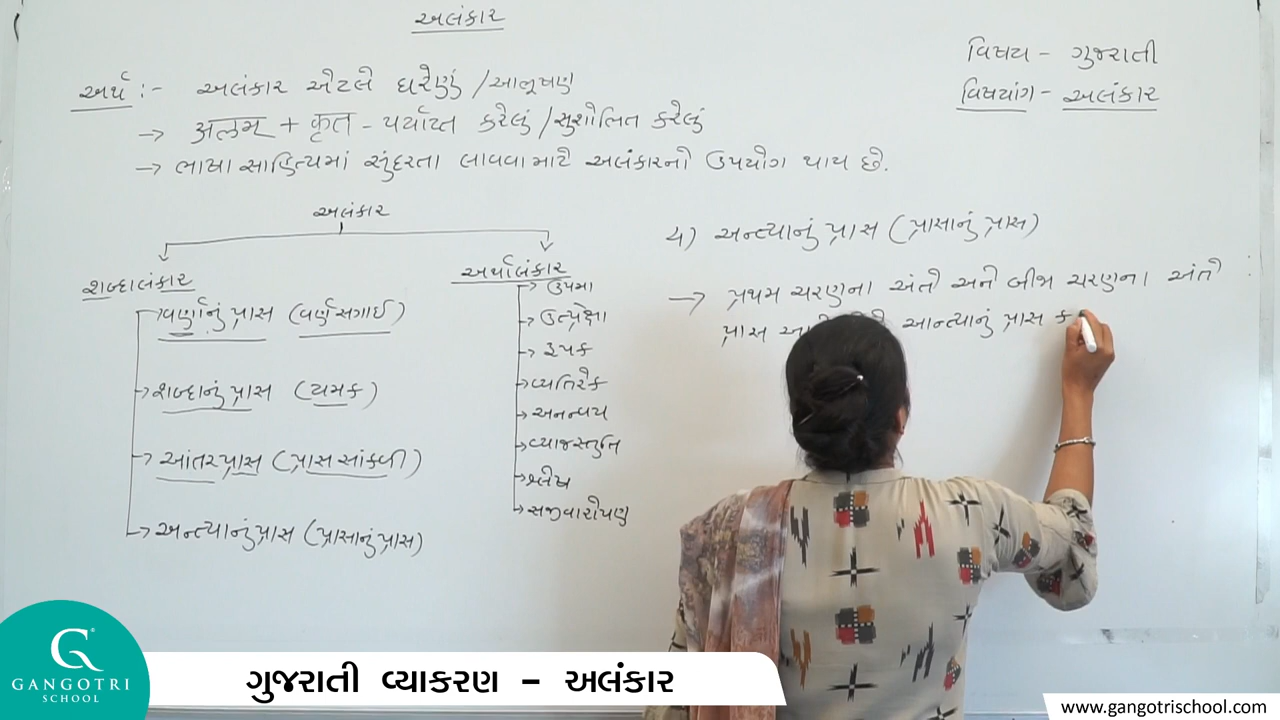 અલંકાર
વિષય - ગુજરાતી
વિષયાંગ - અલંકાર
અર્થ :- અલંકાર એટલે ઘરેણું / આભૂષણ
→ अलम् + कृत - પર્યાપ્ત કરેલું / સુશોભિત કરેલું
→ ભાષા સાહિત્યમાં સુંદરતા લાવવા માટે અલંકારનો ઉપયોગ થાય છે.
અલંકાર
શબ્દાલંકાર
→ વર્ણાનુંપ્રાસ (વર્ણસગાઈ)
→ શબ્દાનુંપ્રાસ (યમક)
→ આંતરપ્રાસ (પ્રાસસાંકળી)
→ અન્ત્યાનુંપ્રાસ (પ્રાસાનુંપ્રાસ)
અર્થાલંકાર
→ ઉપમા
→ ઉત્પ્રેક્ષા
→ રૂપક
→ વ્યતિરેક
→ અનન્વય
→ વ્યાજસ્તુતિ
→ શ્લેષ
→ સજીવારોપણ
૪) અન્ત્યાનુંપ્રાસ (પ્રાસાનુંપ્રાસ)
→ પ્રથમ ચરણના અંતે અને બીજા ચરણના અંતે
પ્રાસ આન્ત્યાનું પ્રાસ ક
GANGOTRI
SCHOOL
ગુજરાતી વ્યાકરણ - અલંકાર
www.gangotrischool.com